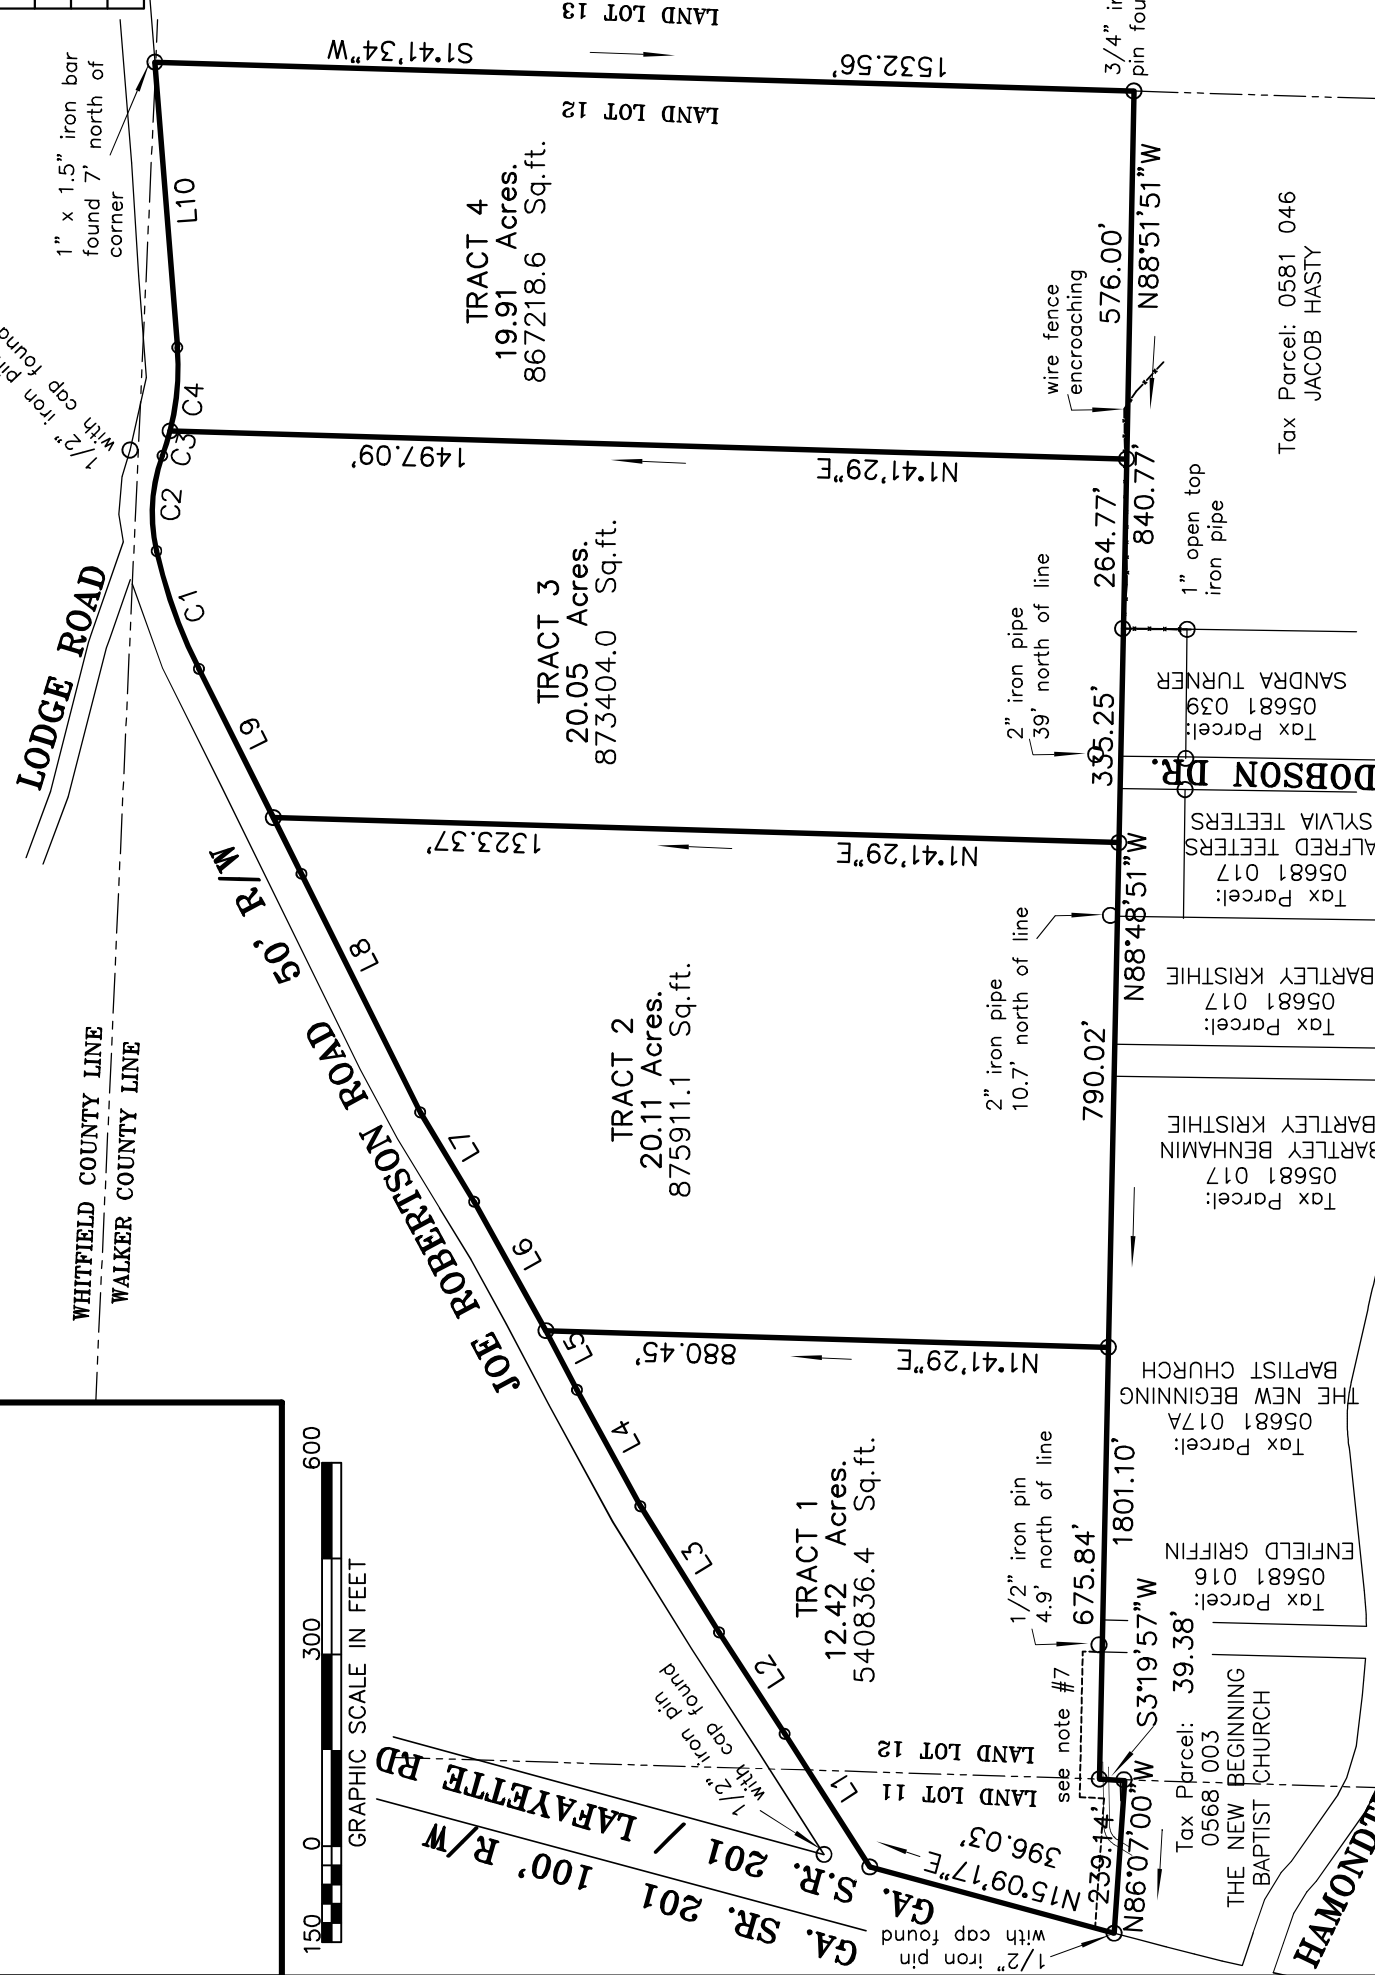 LAND LOT 13
S1°41'34"W
1532.56'
LAND LOT 12
1" x 1.5" iron bar
found 7' north of
corner
3/4"
pin
L10
TRACT 4
19.91 Acres.
867218.6 Sq.ft.
576.00'
N88°51'51"W
wire fence
encroaching
Tax Parcel: 0581 046
JACOB HASTY
1/2" iron pin
with cap found
C4
C3
C2
C1
1497.09'
N1°41'29"E
LODGE ROAD
TRACT 3
20.05 Acres.
873404.0 Sq.ft.
264.77'
840.77'
1" open top
iron pipe
2" iron pipe
39' north of line
335.25'
Tax Parcel:
05681 039
SANDRA TURNER
DOBSON DR.
L9
1323.37'
N1°41'29"E
Tax Parcel:
05681 017
ALFRED TEETERS
SYLVIA TEETERS
50' R/W
JOE ROBERTSON ROAD
L8
L7
L6
TRACT 2
20.11 Acres.
875911.1 Sq.ft.
2" iron pipe
10.7' north of line
N88°48'51"W
790.02'
Tax Parcel:
05681 017
BARTLEY KRISTHIE
Tax Parcel:
05681 017
BARTLEY BENHAMIN
BARTLEY KRISTHIE
WHITFIELD COUNTY LINE
WALKER COUNTY LINE
L5
880.45'
N1°41'29"E
Tax Parcel:
05681 017A
THE NEW BEGINNING
BAPTIST CHURCH
L4
L3
L2
L1
TRACT 1
12.42 Acres.
540836.4 Sq.ft.
1/2" iron pin
4.9' north of line
675.84'
1801.10'
Tax Parcel:
05681 016
ENFIELD GRIFFIN
150 0 300 600
GRAPHIC SCALE IN FEET
1/2" iron pin
with cap found
GA. S.R. 201 / LAFAYETTE RD
GA. SR. 201 100' R/W
LAND LOT 12
LAND LOT 11
see note #7
S3°19'57"W
39.38'
N15°09'17"E
396.03'
239.14'
N86°07'00"W
1/2" iron pin
with cap found
Tax Parcel:
0568 003
THE NEW BEGINNING
BAPTIST CHURCH